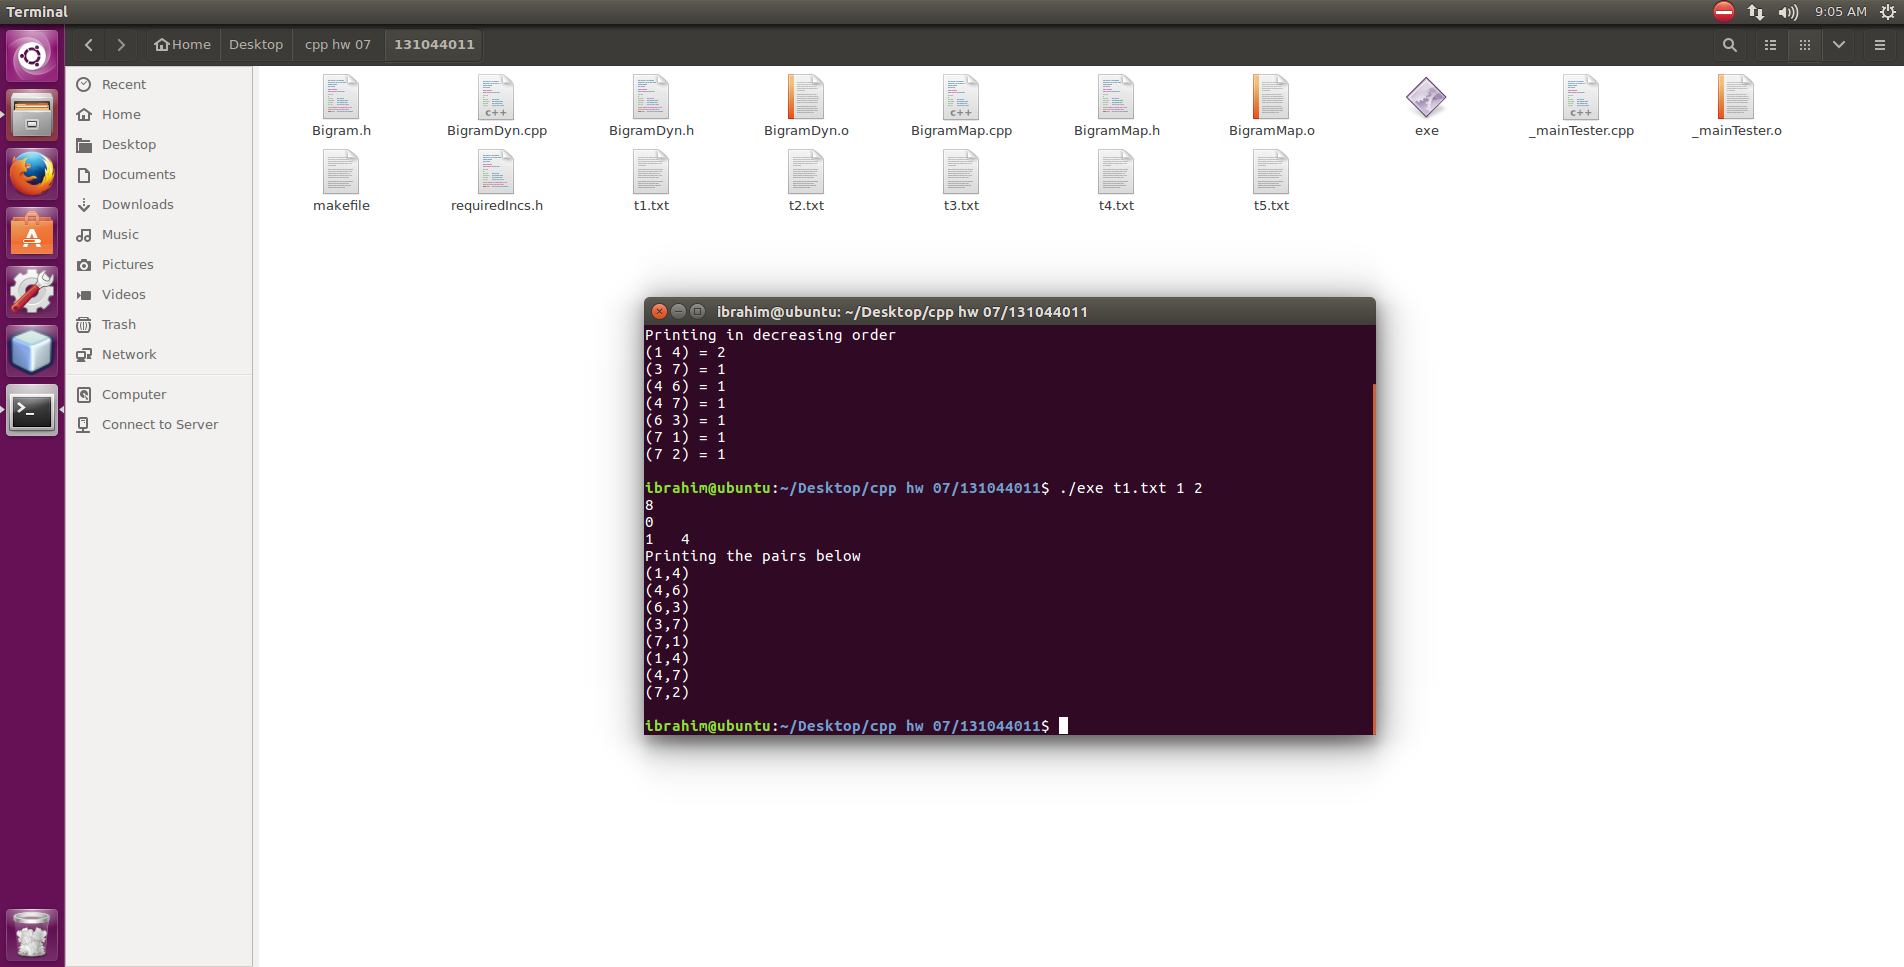 Terminal
9:05 AM
Home Desktop cpp hw 07 131044011
Recent
Home
Desktop
Documents
Downloads
Music
Pictures
Videos
Trash
Network
Computer
Connect to Server
Bigram.h BigramDyn.cpp BigramDyn.h BigramDyn.o BigramMap.cpp BigramMap.h BigramMap.o exe _mainTester.cpp _mainTester.o
makefile requiredIncs.h t1.txt t2.txt t3.txt t4.txt t5.txt
ibrahim@ubuntu: ~/Desktop/cpp hw 07/131044011
Printing in decreasing order
(1 4) = 2
(3 7) = 1
(4 6) = 1
(4 7) = 1
(6 3) = 1
(7 1) = 1
(7 2) = 1
ibrahim@ubuntu:~/Desktop/cpp hw 07/131044011$ ./exe t1.txt 1 2
8
0
1 4
Printing the pairs below
(1,4)
(4,6)
(6,3)
(3,7)
(7,1)
(1,4)
(4,7)
(7,2)
ibrahim@ubuntu:~/Desktop/cpp hw 07/131044011$